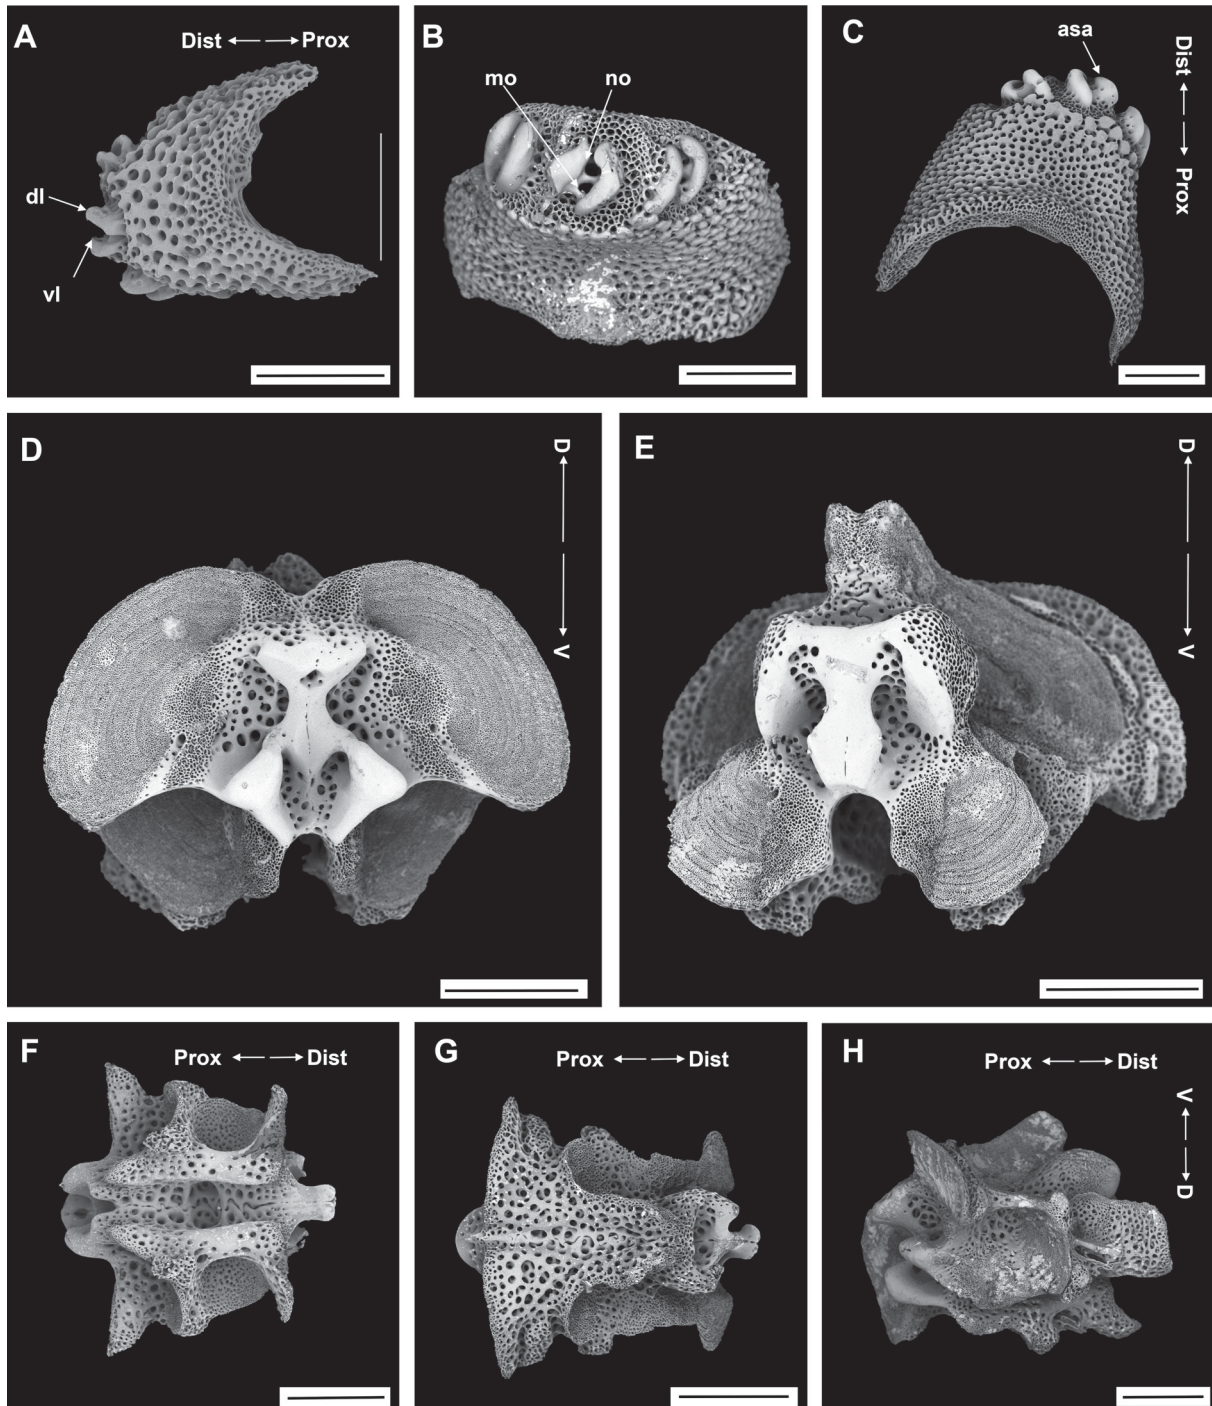 A
Dist Prox
dl
vl
B
mo no
C
asa
Dist
Prox
D
D
V
E
D
V
F
Prox Dist
G
Prox Dist
H
Prox Dist
V
D